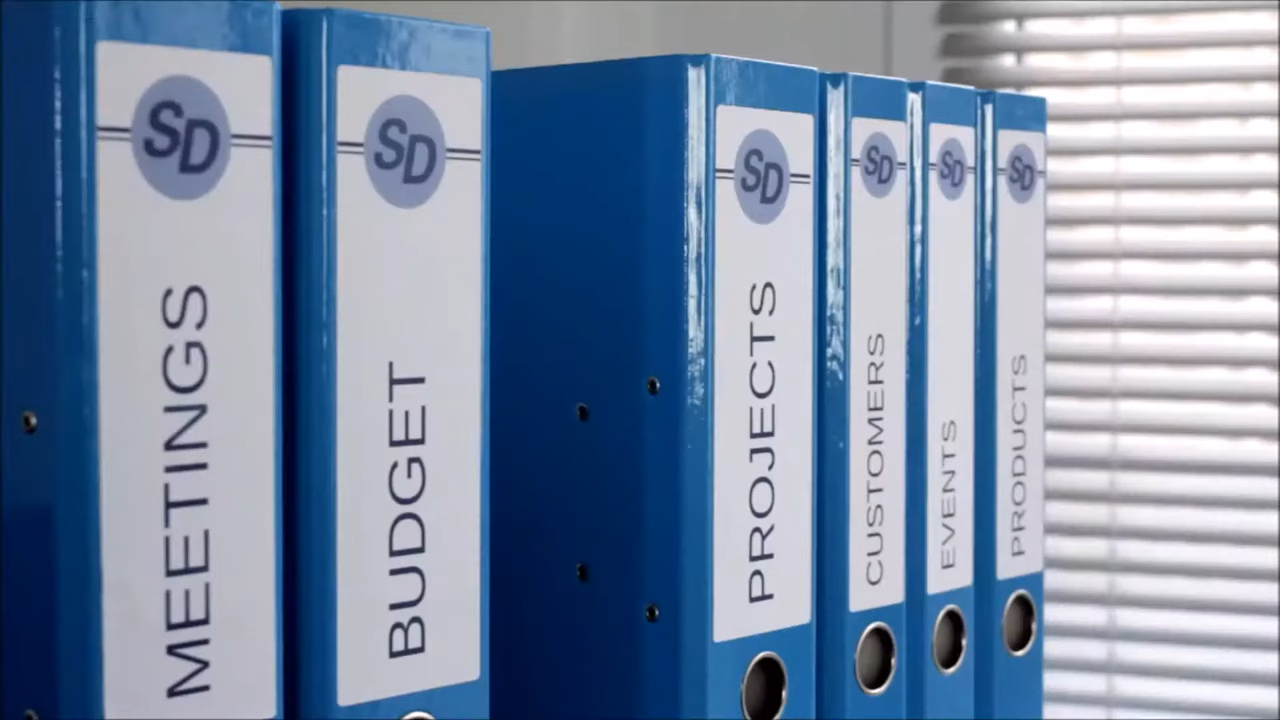 SD
MEETINGS
SD
BUDGET
SD
PROJECTS
SD
CUSTOMERS
SD
EVENTS
SD
PRODUCTS